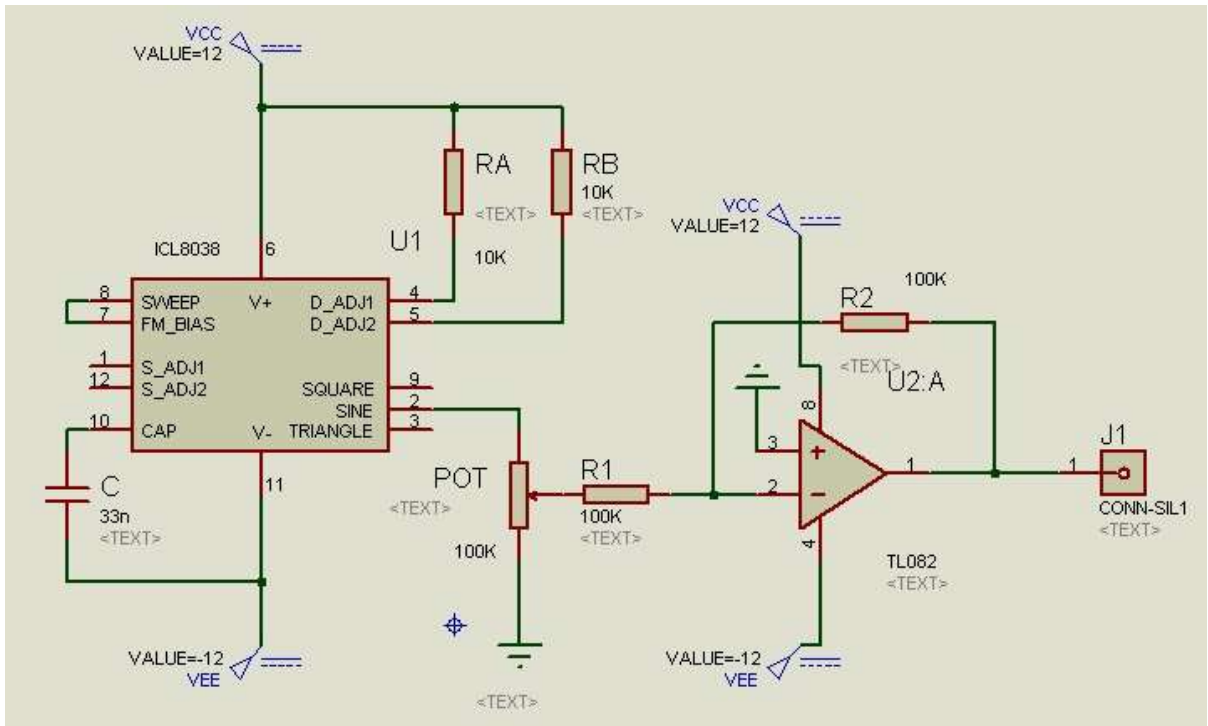 VCC
VALUE=12
RA
<TEXT>
10K
RB
10K
<TEXT>
ICL8038
6
U1
8
SWEEP
V+
D_ADJ1
4
7
FM_BIAS
D_ADJ2
5
1
S_ADJ1
12
S_ADJ2
SQUARE
9
SINE
2
10
CAP
V-
TRIANGLE
3
11
C
33n
<TEXT>
VALUE=-12
VEE
POT
<TEXT>
100K
<TEXT>
R1
100K
<TEXT>
VCC
VALUE=12
100K
R2
<TEXT>
U2:A
8
3
+
2
-
1
4
TL082
<TEXT>
VALUE=-12
VEE
J1
1
CONN-SIL1
<TEXT>